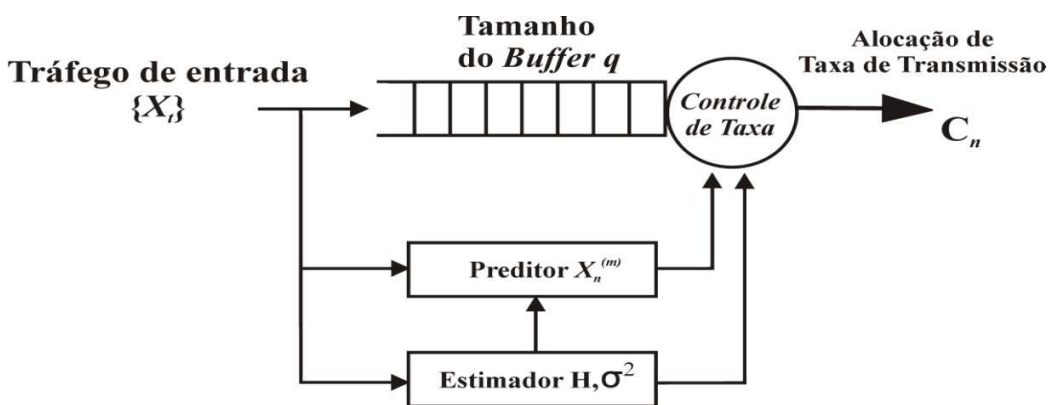 Tamanho
do Buffer q
Alocação de
Taxa de Transmissão
Tráfego de entrada
{Xₜ}
Controle
de Taxa
Cₙ
Preditor Xₙ⁽ᵐ⁾
Estimador H,σ²